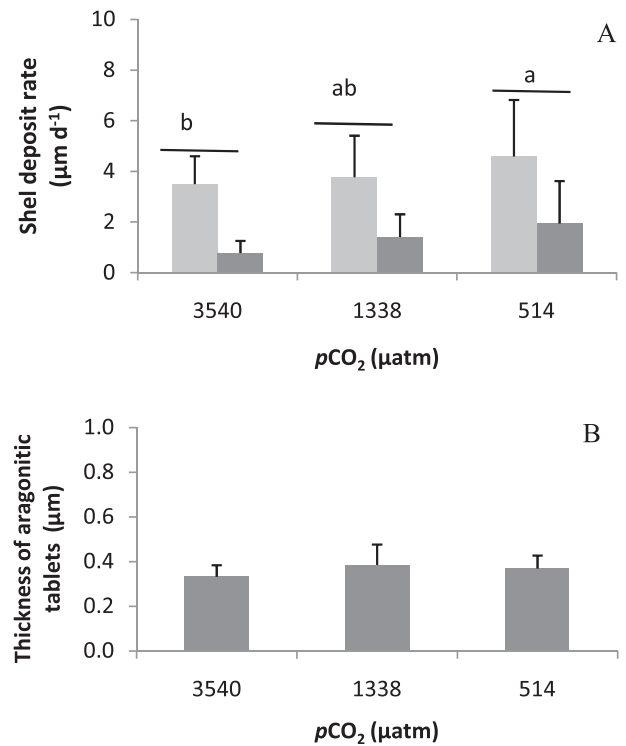 A
Shel deposit rate
(µm d⁻¹)
10
8
6
4
2
0
b
ab
a
3540 1338 514
pCO₂ (µatm)
B
Thickness of aragonitic
tablets (µm)
1.0
0.8
0.6
0.4
0.2
0.0
3540 1338 514
pCO₂ (µatm)